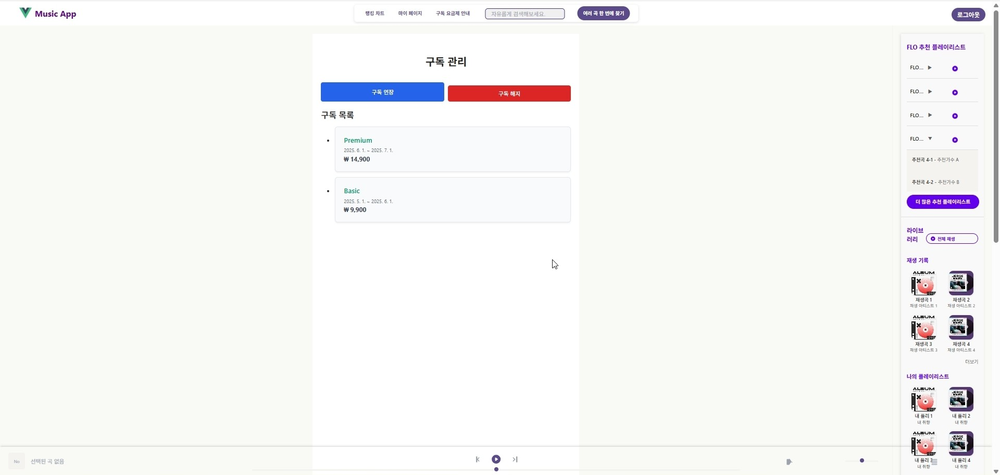 Music App
랭킹 차트
마이 페이지
구독 요금제 안내
자유롭게 검색해보세요.
여러 곡 한 번에 찾기
로그아웃
구독 관리
구독 연장
구독 해지
구독 목록
Premium
2025. 6. 1. ~ 2025. 7. 1.
₩ 14,900
Basic
2025. 5. 1. ~ 2025. 6. 1.
₩ 9,900
FLO 추천 플레이리스트
FLO...
FLO...
FLO...
FLO...
추천곡 4-1 - 추천가수 A
추천곡 4-2 - 추천가수 B
더 많은 추천 플레이리스트
라이브
러리
전체 재생
재생 기록
ALBUM
JERSE
재생곡 1
재생곡 2
재생 아티스트 1
재생 아티스트 2
ALBUM
JERSE
재생곡 3
재생곡 4
재생 아티스트 3
재생 아티스트 4
더보기
나의 플레이리스트
ALBUM
JERSE
내 플리 1
내 플리 2
내 취향
내 취향
ALBUM
JERSE
내 플리 3
내 플리 4
내 취향
내 취향
No
선택된 곡 없음